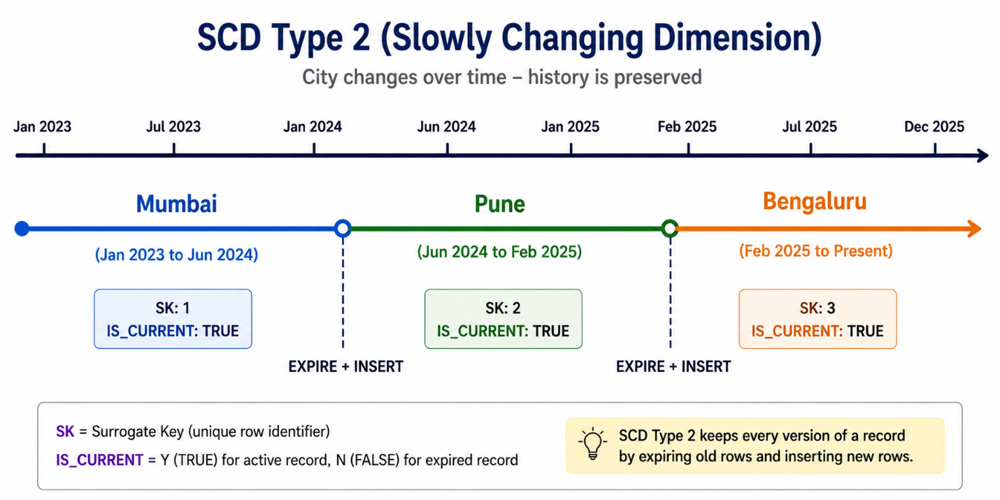 SCD Type 2 (Slowly Changing Dimension)
City changes over time – history is preserved
Jan 2023
Jul 2023
Jan 2024
Jun 2024
Jan 2025
Feb 2025
Jul 2025
Dec 2025
Mumbai
Pune
Bengaluru
(Jan 2023 to Jun 2024)
(Jun 2024 to Feb 2025)
(Feb 2025 to Present)
SK: 1
IS_CURRENT: TRUE
SK: 2
IS_CURRENT: TRUE
SK: 3
IS_CURRENT: TRUE
EXPIRE + INSERT
EXPIRE + INSERT
SK = Surrogate Key (unique row identifier)
IS_CURRENT = Y (TRUE) for active record, N (FALSE) for expired record
SCD Type 2 keeps every version of a record
by expiring old rows and inserting new rows.